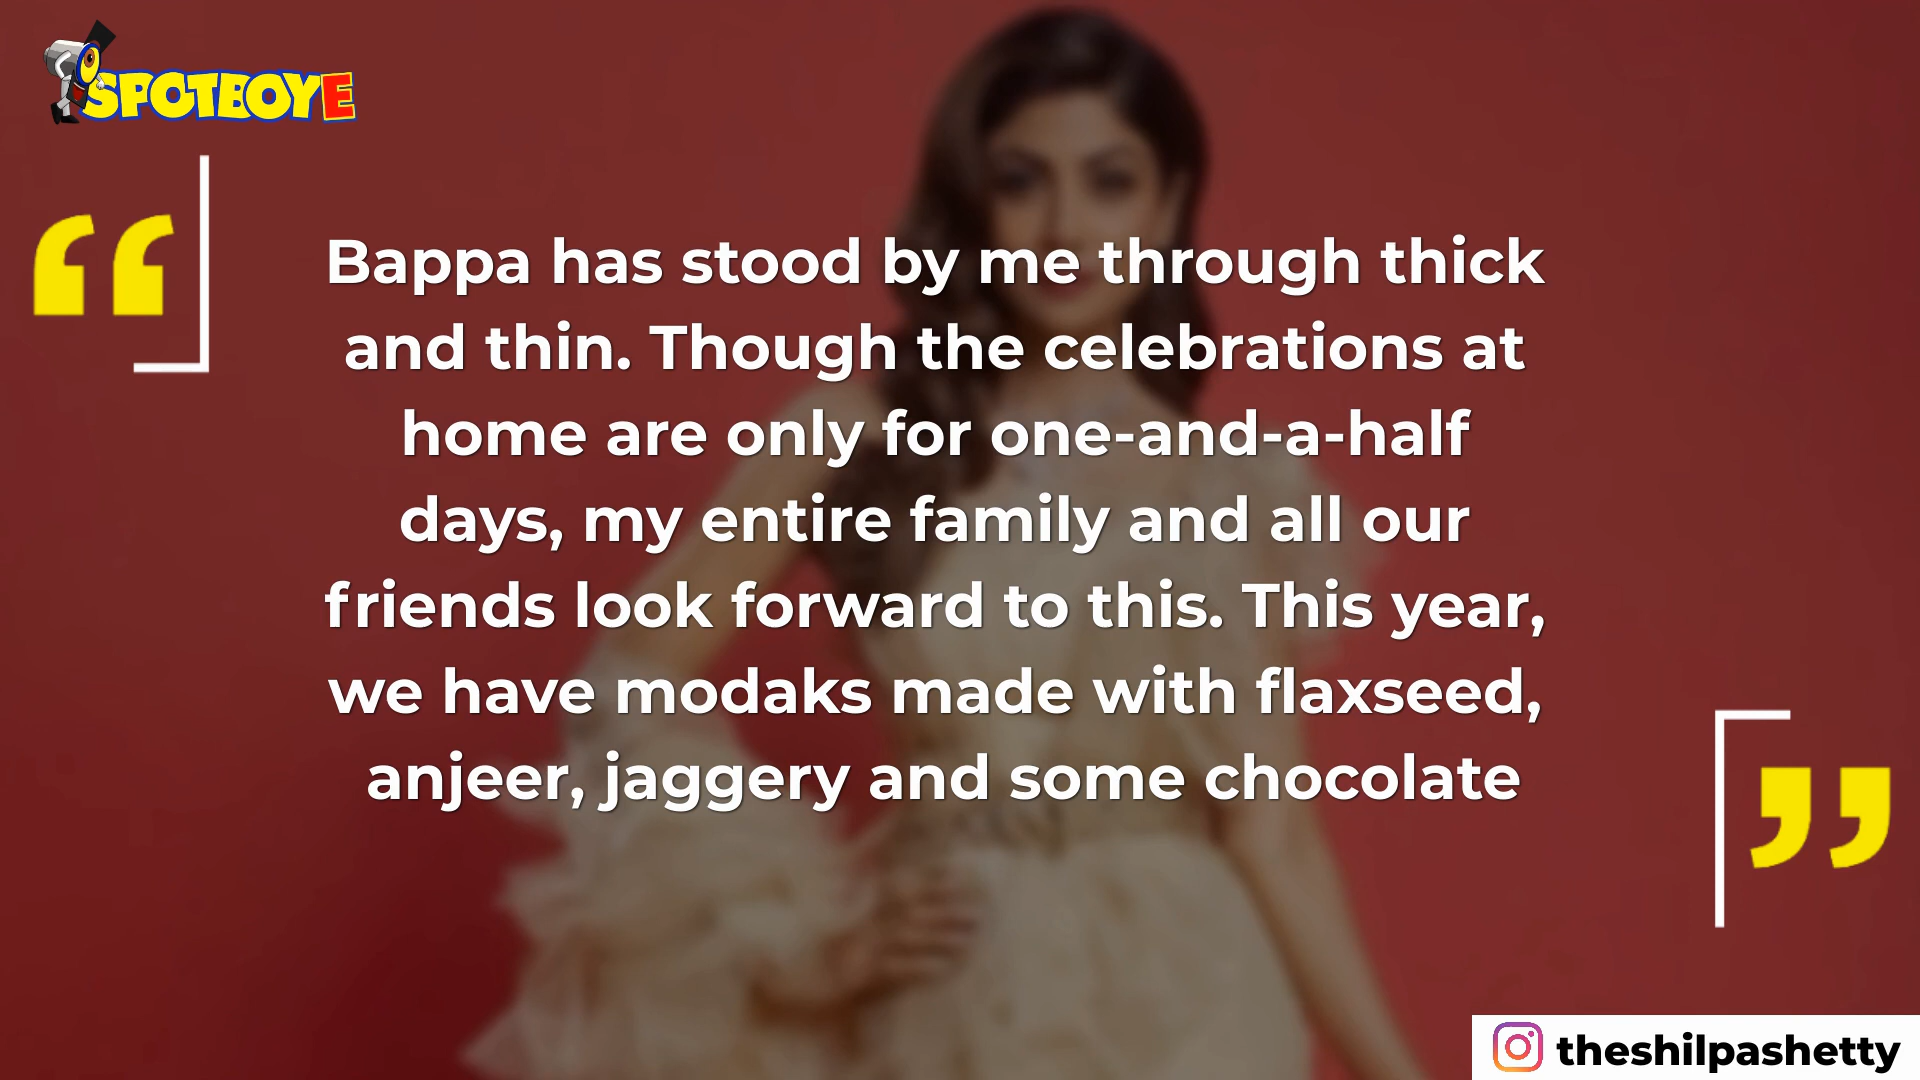 SPOTBOYE
“
Bappa has stood by me through thick
and thin. Though the celebrations at
home are only for one-and-a-half
days, my entire family and all our
friends look forward to this. This year,
we have modaks made with flaxseed,
anjeer, jaggery and some chocolate
”
theshilpashetty